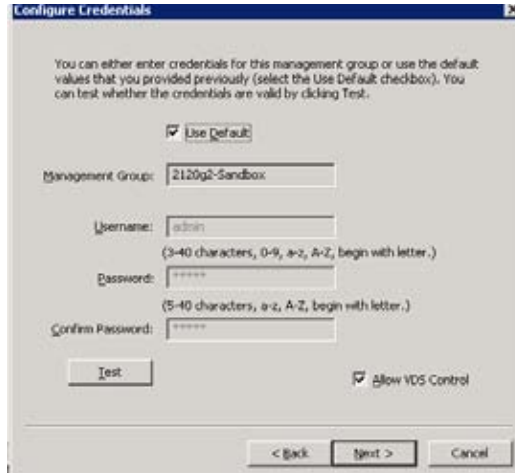 Configure Credentials
You can either enter credentials for this management group or use the default
values that you provided previously (select the Use Default checkbox). You
can test whether the credentials are valid by clicking Test.
Use Default
Management Group: 2120g2-Sandbox
Username: admin
(3-40 characters, 0-9, a-z, A-Z, begin with letter.)
Password: *****
(5-40 characters, a-z, A-Z, begin with letter.)
Confirm Password: *****
Test
Allow VDS Control
< Back
Next >
Cancel